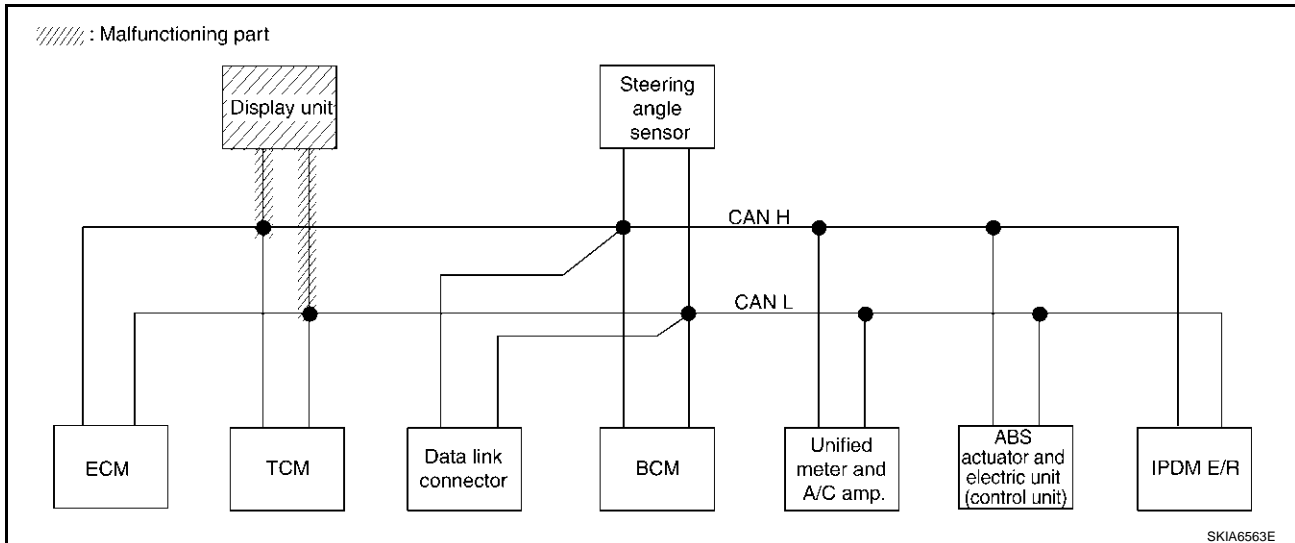 : Malfunctioning part
Display unit
Steering
angle
sensor
CAN H
CAN L
ECM
TCM
Data link
connector
BCM
Unified
meter and
A/C amp.
ABS
actuator and
electric unit
(control unit)
IPDM E/R
SKIA6563E